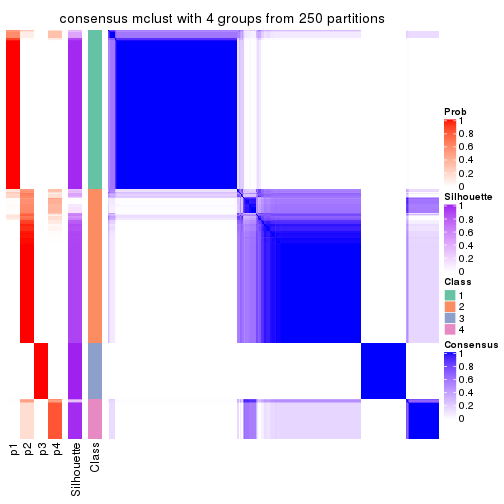 consensus mclust with 4 groups from 250 partitions
Prob
1
0.8
0.6
0.4
0.2
0
Silhouette
1
0.8
0.6
0.4
0.2
0
Class
1
2
3
4
Consensus
1
0.8
0.6
0.4
0.2
0
p1
p2
p3
p4
Silhouette
Class